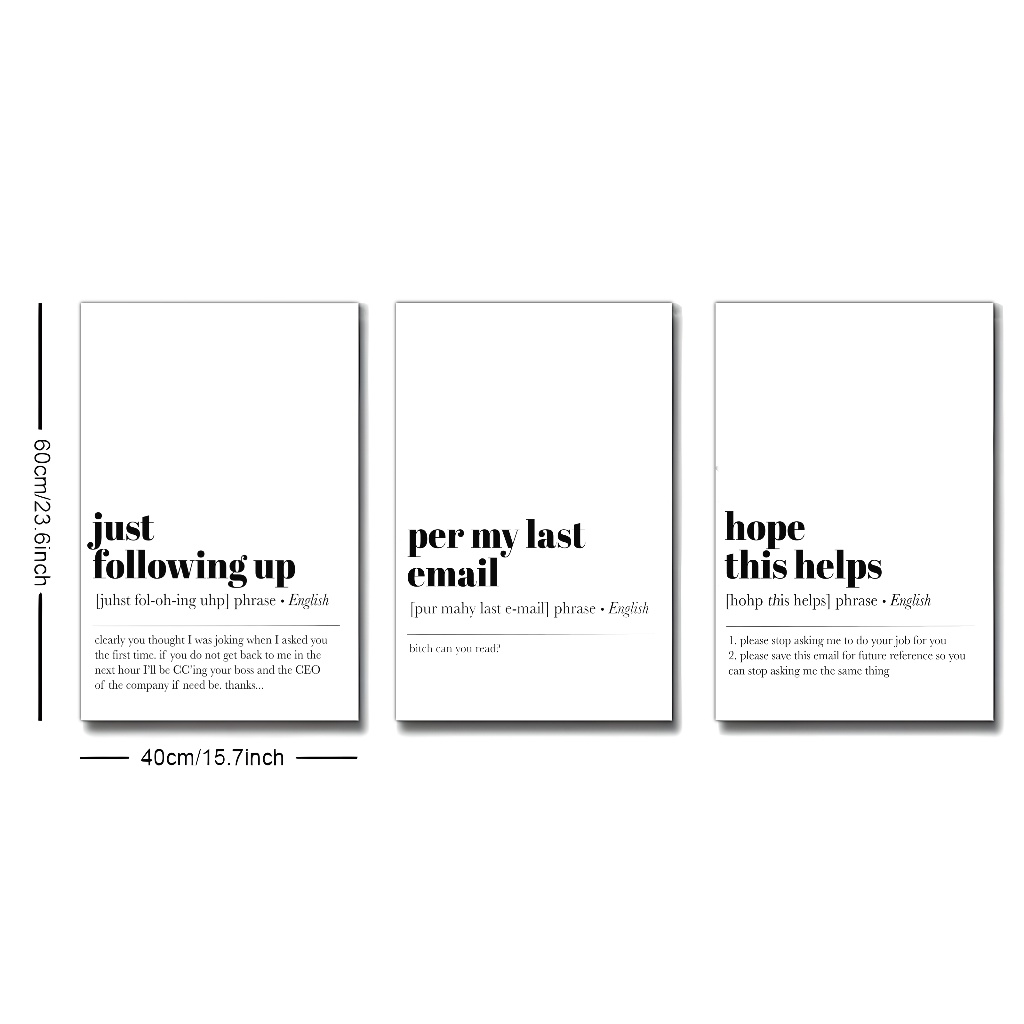 60cm/23.6inch
just
following up
[juhst fol-oh-ing uhp] phrase • English
clearly you thought I was joking when I asked you
the first time. if you do not get back to me in the
next hour I'll be CC'ing your boss and the CEO
of the company if need be. thanks...
40cm/15.7inch
per my last
email
[pur mahy last e-mail] phrase • English
bitch can you read?
hope
this helps
[hohp this helps] phrase • English
1. please stop asking me to do your job for you
2. please save this email for future reference so you
can stop asking me the same thing